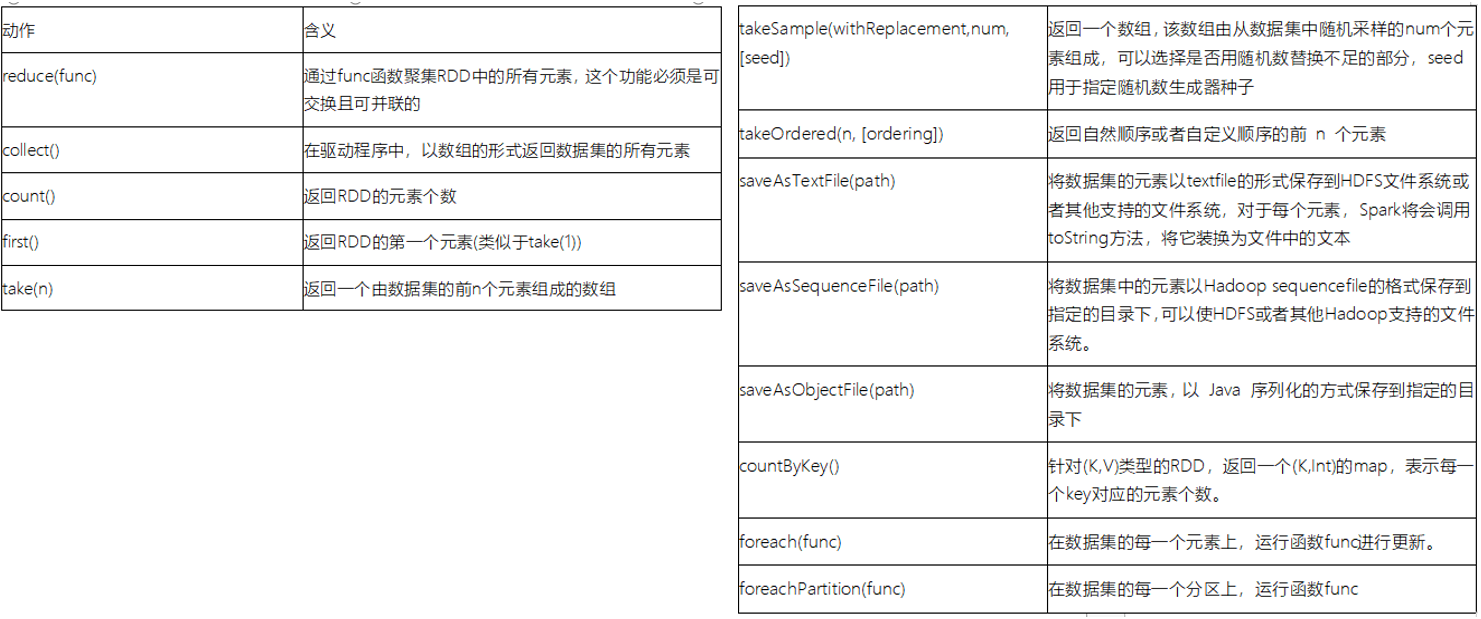 动作 含义
reduce(func) 通过func函数聚集RDD中的所有元素，这个功能必须是可
交换且可并联的
collect() 在驱动程序中，以数组的形式返回数据集的所有元素
count() 返回RDD的元素个数
first() 返回RDD的第一个元素(类似于take(1))
take(n) 返回一个由数据集的前n个元素组成的数组
takeSample(withReplacement,num, 返回一个数组，该数组由从数据集中随机采样的num个元
[seed]) 素组成，可以选择是否用随机数替换不足的部分，seed
用于指定随机数生成器种子
takeOrdered(n, [ordering]) 返回自然顺序或者自定义顺序的前 n 个元素
saveAsTextFile(path) 将数据集的元素以textfile的形式保存到HDFS文件系统或
者其他支持的文件系统，对于每个元素，Spark将会调用
toString方法，将它装换为文件中的文本
saveAsSequenceFile(path) 将数据集中的元素以Hadoop sequencefile的格式保存到
指定的目录下，可以使HDFS或者其他Hadoop支持的文件
系统。
saveAsObjectFile(path) 将数据集的元素，以 Java 序列化的方式保存到指定的目
录下
countByKey() 针对(K,V)类型的RDD，返回一个(K,Int)的map，表示每一
个key对应的元素个数。
foreach(func) 在数据集的每一个元素上，运行函数func进行更新。
foreachPartition(func) 在数据集的每一个分区上，运行函数func